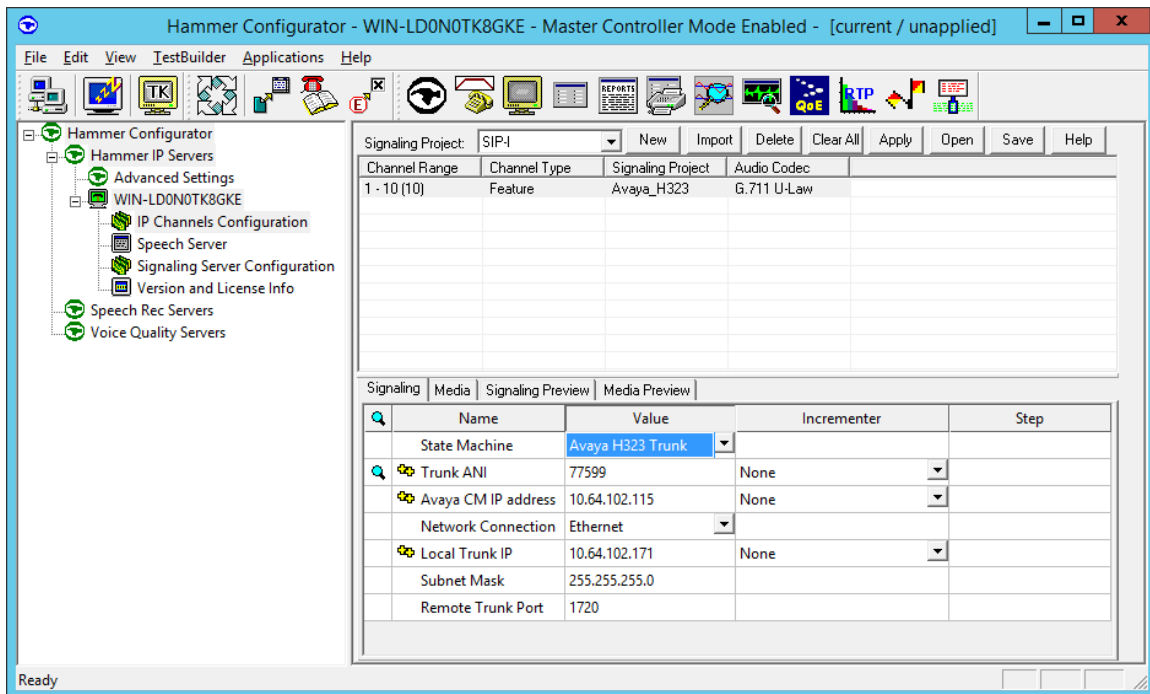 Hammer Configurator - WIN-LD0N0TK8GKE - Master Controller Mode Enabled - [current / unapplied]
File Edit View TestBuilder Applications Help
TK
E
REPORTS
QoE
RTP
Hammer Configurator
Hammer IP Servers
Advanced Settings
WIN-LD0N0TK8GKE
IP Channels Configuration
Speech Server
Signaling Server Configuration
Version and License Info
Speech Rec Servers
Voice Quality Servers
Signaling Project: SIP-I New Import Delete Clear All Apply Open Save Help
Channel Range Channel Type Signaling Project Audio Codec
1 - 10 (10) Feature Avaya_H323 G.711 U-Law
Signaling Media Signaling Preview Media Preview
Name Value Incrementer Step
State Machine Avaya H323 Trunk
Trunk ANI 77599 None
Avaya CM IP address 10.64.102.115 None
Network Connection Ethernet
Local Trunk IP 10.64.102.171 None
Subnet Mask 255.255.255.0
Remote Trunk Port 1720
Ready